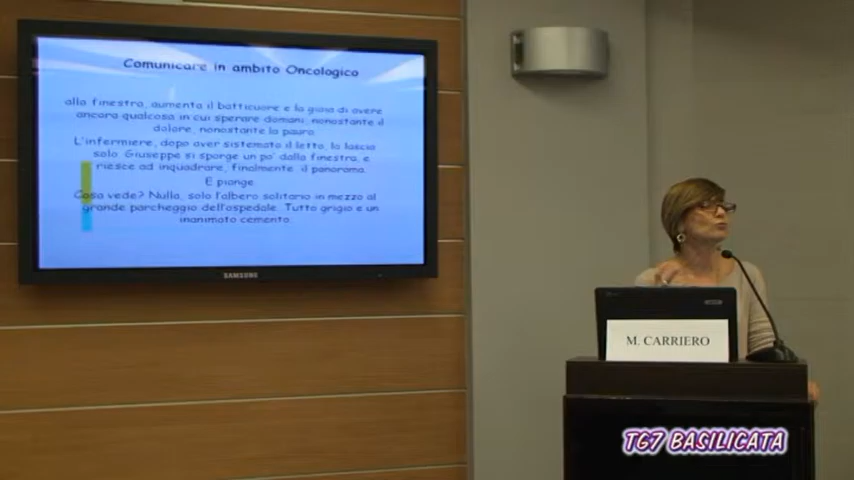 Comunicare in ambito Oncologico
alla finestra, aumenta il batticuore e la gioia di avere
ancora qualcosa in cui sperare domani, nonostante il
dolore, nonostante la paura.
L'infermiere, dopo aver sistemato il letto, la lascia
solo. Giuseppe si sporge un po' dalla finestra, e
riesce ad inquadrare, finalmente il panorama.
E piange.
Cosa vede? Nulla, solo l'albero solitario in mezzo al
grande parcheggio dell'ospedale. Tutto grigio e un
inanimato cemento.
SAMSUNG
M. CARRIERO
TG7 BASILICATA